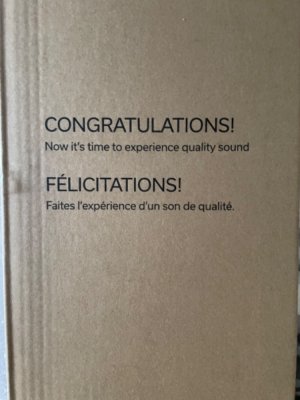 CONGRATULATIONS!
Now it's time to experience quality sound
FÉLICITATIONS!
Faites l'expérience d'un son de qualité.